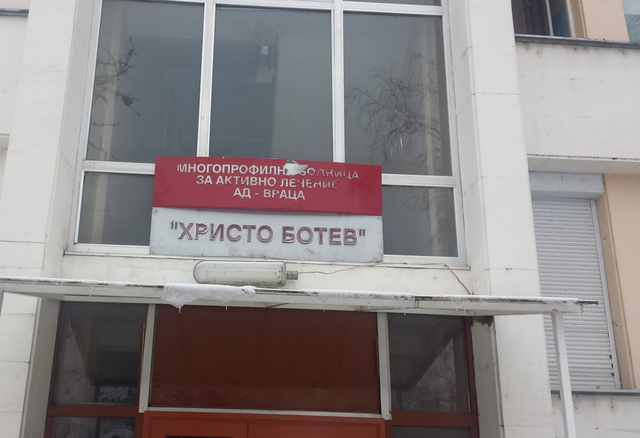 МНОГОПРОФИЛНА БОЛНИЦА
ЗА АКТИВНО ЛЕЧЕНИЕ
АД - ВРАЦА
"ХРИСТО БОТЕВ"